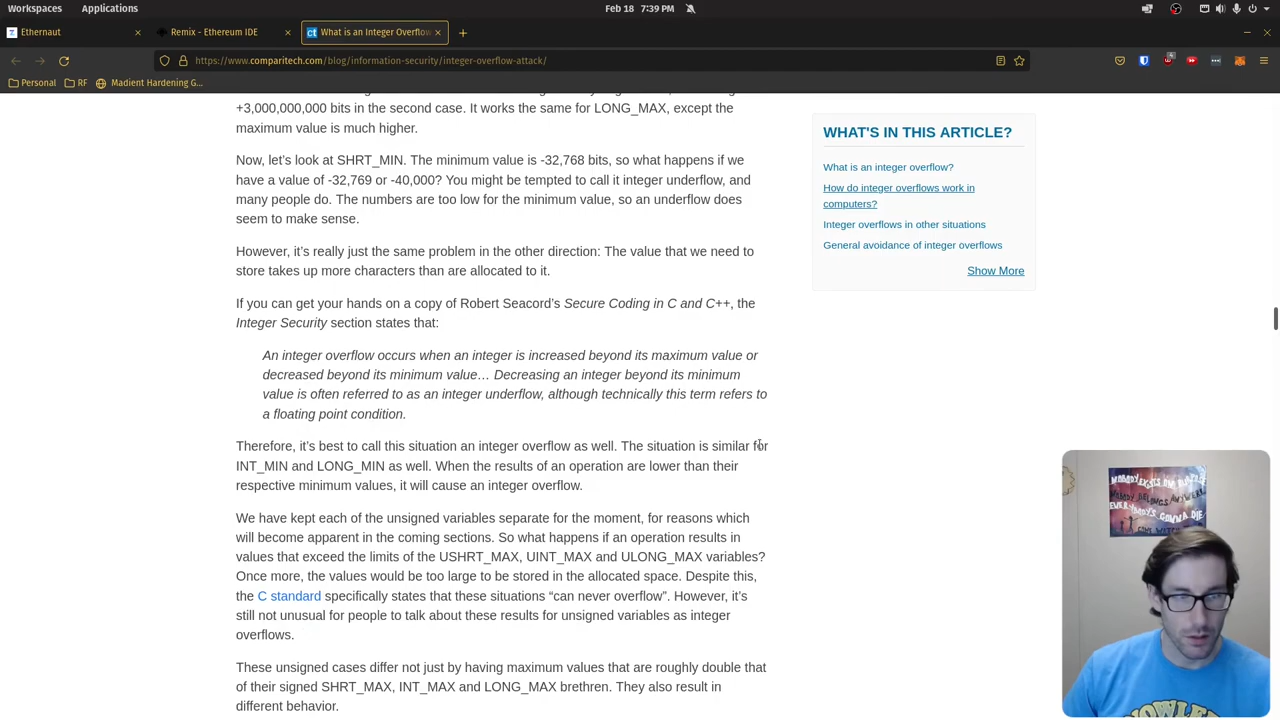 Workspaces Applications Feb 18 7:39 PM
Ethernaut
Remix - Ethereum IDE
ct What is an Integer Overflow
https://www.comparitech.com/blog/information-security/integer-overflow-attack/
4
Personal RF Madient Hardening G...
+3,000,000,000 bits in the second case. It works the same for LONG_MAX, except the
maximum value is much higher.
Now, let’s look at SHRT_MIN. The minimum value is -32,768 bits, so what happens if we
have a value of -32,769 or -40,000? You might be tempted to call it integer underflow, and
many people do. The numbers are too low for the minimum value, so an underflow does
seem to make sense.
However, it’s really just the same problem in the other direction: The value that we need to
store takes up more characters than are allocated to it.
If you can get your hands on a copy of Robert Seacord’s Secure Coding in C and C++, the
Integer Security section states that:
An integer overflow occurs when an integer is increased beyond its maximum value or
decreased beyond its minimum value… Decreasing an integer beyond its minimum
value is often referred to as an integer underflow, although technically this term refers to
a floating point condition.
Therefore, it’s best to call this situation an integer overflow as well. The situation is similar for
INT_MIN and LONG_MIN as well. When the results of an operation are lower than their
respective minimum values, it will cause an integer overflow.
We have kept each of the unsigned variables separate for the moment, for reasons which
will become apparent in the coming sections. So what happens if an operation results in
values that exceed the limits of the USHRT_MAX, UINT_MAX and ULONG_MAX variables?
Once more, the values would be too large to be stored in the allocated space. Despite this,
the C standard specifically states that these situations “can never overflow”. However, it’s
still not unusual for people to talk about these results for unsigned variables as integer
overflows.
These unsigned cases differ not just by having maximum values that are roughly double that
of their signed SHRT_MAX, INT_MAX and LONG_MAX brethren. They also result in
different behavior.
WHAT'S IN THIS ARTICLE?
What is an integer overflow?
How do integer overflows work in
computers?
Integer overflows in other situations
General avoidance of integer overflows
Show More
NOBODY EXISTS ON PURPOSE
NOBODY BELONGS ANYWHERE
EVERYBODY'S GONNA DIE
COME WATCH TV